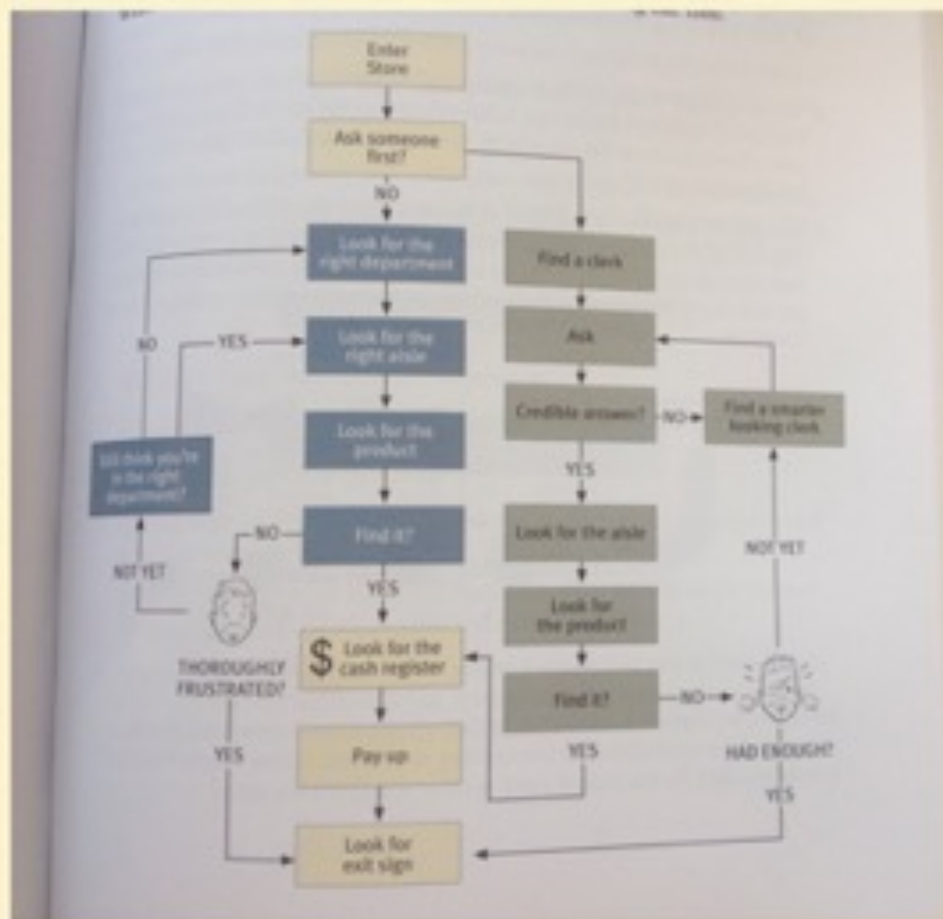 Enter
Store
Ask someone
first?
NO
Look for the
right department
Find a clerk
Look for the
right aisle
Ask
NO
YES
Look for the
product
Credible answer?
NO
Find a smarter
looking clerk
YES
Still think you're
in the right
department?
Find it?
NO
Look for the aisle
NOT YET
NOT YET
YES
Look for
the product
$ Look for the
cash register
THOROUGHLY
FRUSTRATED?
Find it?
NO
YES
Pay up
YES
HAD ENOUGH?
YES
Look for
exit sign